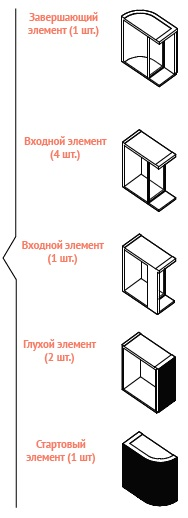 Завершающий
элемент (1 шт.)
Входной элемент
(4 шт.)
Входной элемент
(1 шт.)
Глухой элемент
(2 шт.)
Стартовый
элемент (1 шт)